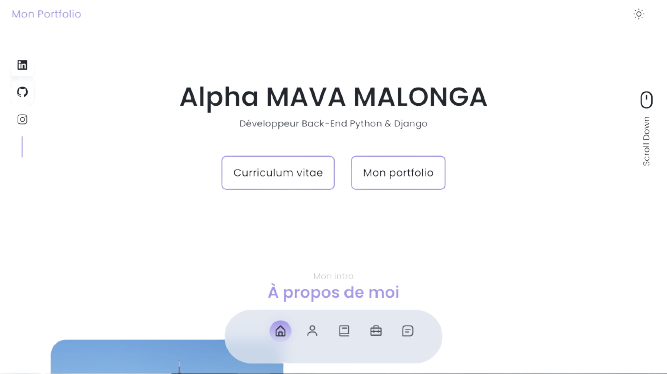 Mon Portfolio
Alpha MAVA MALONGA
Développeur Back-End Python & Django
Curriculum vitae
Mon portfolio
Scroll Down
Mon intro
À propos de moi